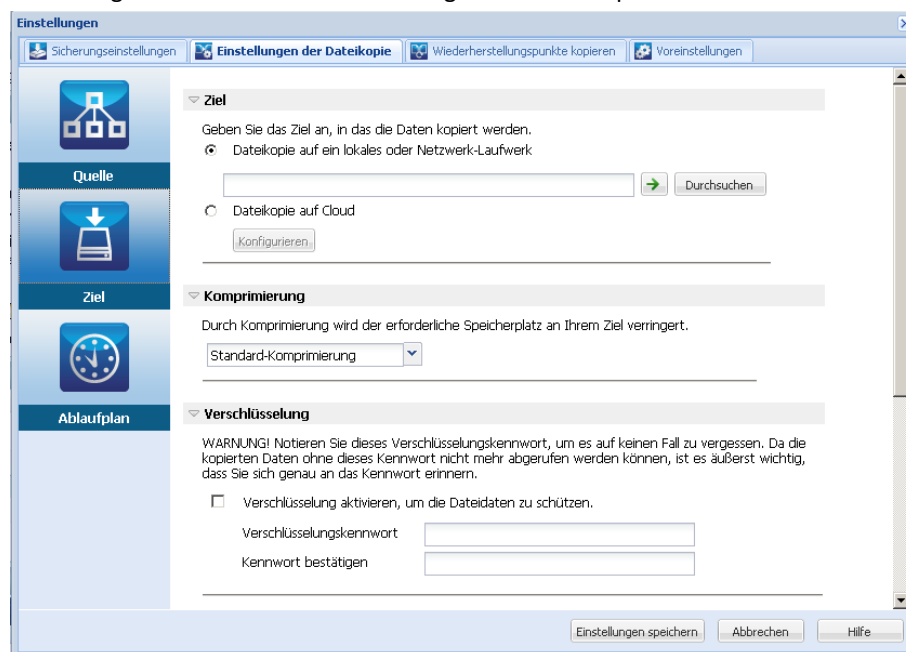 Einstellungen
Sicherungseinstellungen
Einstellungen der Dateikopie
Wiederherstellungspunkte kopieren
Voreinstellungen
Quelle
Ziel
Ablaufplan
Ziel
Geben Sie das Ziel an, in das die Daten kopiert werden.
Dateikopie auf ein lokales oder Netzwerk-Laufwerk
Durchsuchen
Dateikopie auf Cloud
Konfigurieren
Komprimierung
Durch Komprimierung wird der erforderliche Speicherplatz an Ihrem Ziel verringert.
Standard-Komprimierung
Verschlüsselung
WARNUNG! Notieren Sie dieses Verschlüsselungskennwort, um es auf keinen Fall zu vergessen. Da die
kopierten Daten ohne dieses Kennwort nicht mehr abgerufen werden können, ist es äußerst wichtig,
dass Sie sich genau an das Kennwort erinnern.
Verschlüsselung aktivieren, um die Dateidaten zu schützen.
Verschlüsselungskennwort
Kennwort bestätigen
Einstellungen speichern
Abbrechen
Hilfe